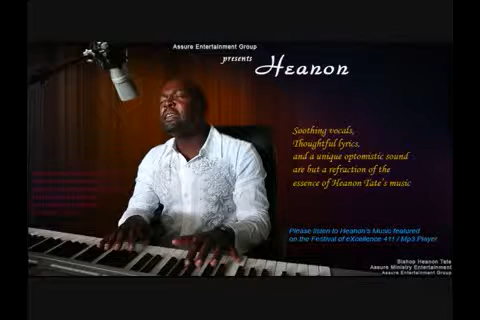 Assure Entertainment Group
presents
Heanon
Soothing vocals,
Thoughtful lyrics,
and a unique optomistic sound
are but a refraction of the
essence of Heanon Tate's music
Please listen to Heanon's Music featured
on the Festival of eXcellence 411 / Mp3 Player
Bishop Heanon Tate
Assure Ministry Entertainment
Assure Entertainment Group